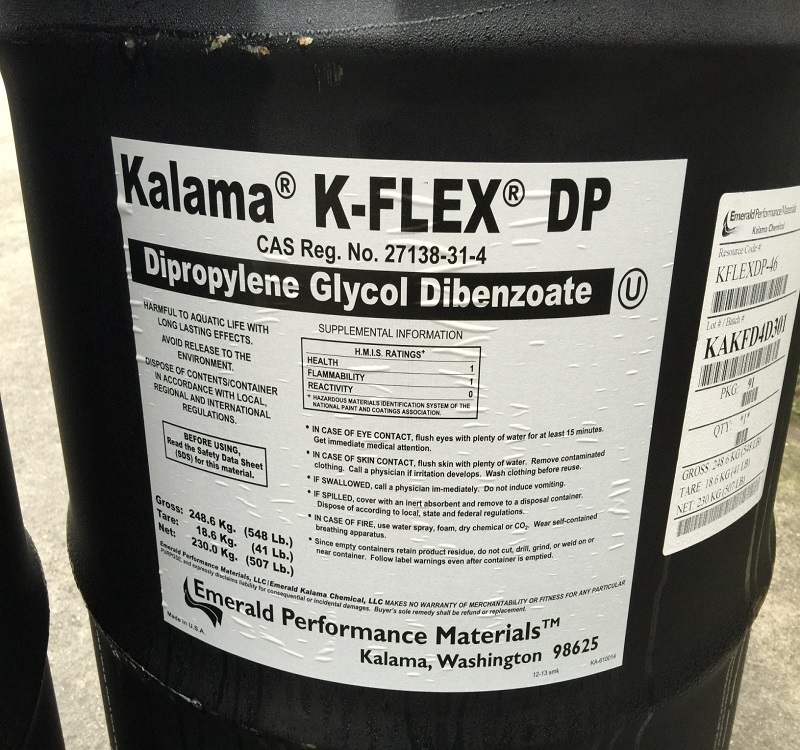 Kalama® K-FLEX® DP
CAS Reg. No. 27138-31-4
Dipropylene Glycol Dibenzoate
U
HARMFUL TO AQUATIC LIFE WITH
LONG LASTING EFFECTS.
AVOID RELEASE TO THE
ENVIRONMENT.
DISPOSE OF CONTENTS/CONTAINER
IN ACCORDANCE WITH LOCAL,
REGIONAL AND INTERNATIONAL
REGULATIONS.
BEFORE USING,
Read the Safety Data Sheet
(SDS) for this material.
SUPPLEMENTAL INFORMATION
H.M.I.S. RATINGS+
HEALTH 1
FLAMMABILITY 1
REACTIVITY 0
+ HAZARDOUS MATERIALS IDENTIFICATION SYSTEM OF THE
NATIONAL PAINT AND COATINGS ASSOCIATION.
• IN CASE OF EYE CONTACT, flush eyes with plenty of water for at least 15 minutes.
Get immediate medical attention.
• IN CASE OF SKIN CONTACT, flush skin with plenty of water. Remove contaminated
clothing. Call a physician if irritation develops. Wash clothing before reuse.
• IF SWALLOWED, call a physician im-mediately. Do not induce vomiting.
• IF SPILLED, cover with an inert absorbent and remove to a disposal container.
Dispose of according to local, state and federal regulations.
• IN CASE OF FIRE, use water spray, foam, dry chemical or CO₂. Wear self-contained
breathing apparatus.
• Since empty containers retain product residue, do not cut, drill, grind, or weld on or
near container. Follow label warnings even after container is emptied.
Gross: 248.6 Kg. (548 Lb.)
Tare: 18.6 Kg. (41 Lb.)
Net: 230.0 Kg. (507 Lb.)
Emerald Performance Materials, LLC/Emerald Kalama Chemical, LLC MAKES NO WARRANTY OF MERCHANTABILITY OR FITNESS FOR ANY PARTICULAR
PURPOSE, and expressly disclaims liability for consequential or incidental damages. Buyer's sole remedy shall be refund or replacement.
Emerald Performance Materials™
Kalama, Washington 98625
Made in U.S.A.
12-13 smk
KA-010014
Emerald Performance Materials
Kalama Chemical
Resource Code #
KFLEXDP-46
Lot # / Batch #
KAKFD4D301
PKG: 91
QTY: *1*
GROSS 248.6 KG (548 LB)
TARE 18.6 KG (41 LB)
NET 230 KG (507 LB)